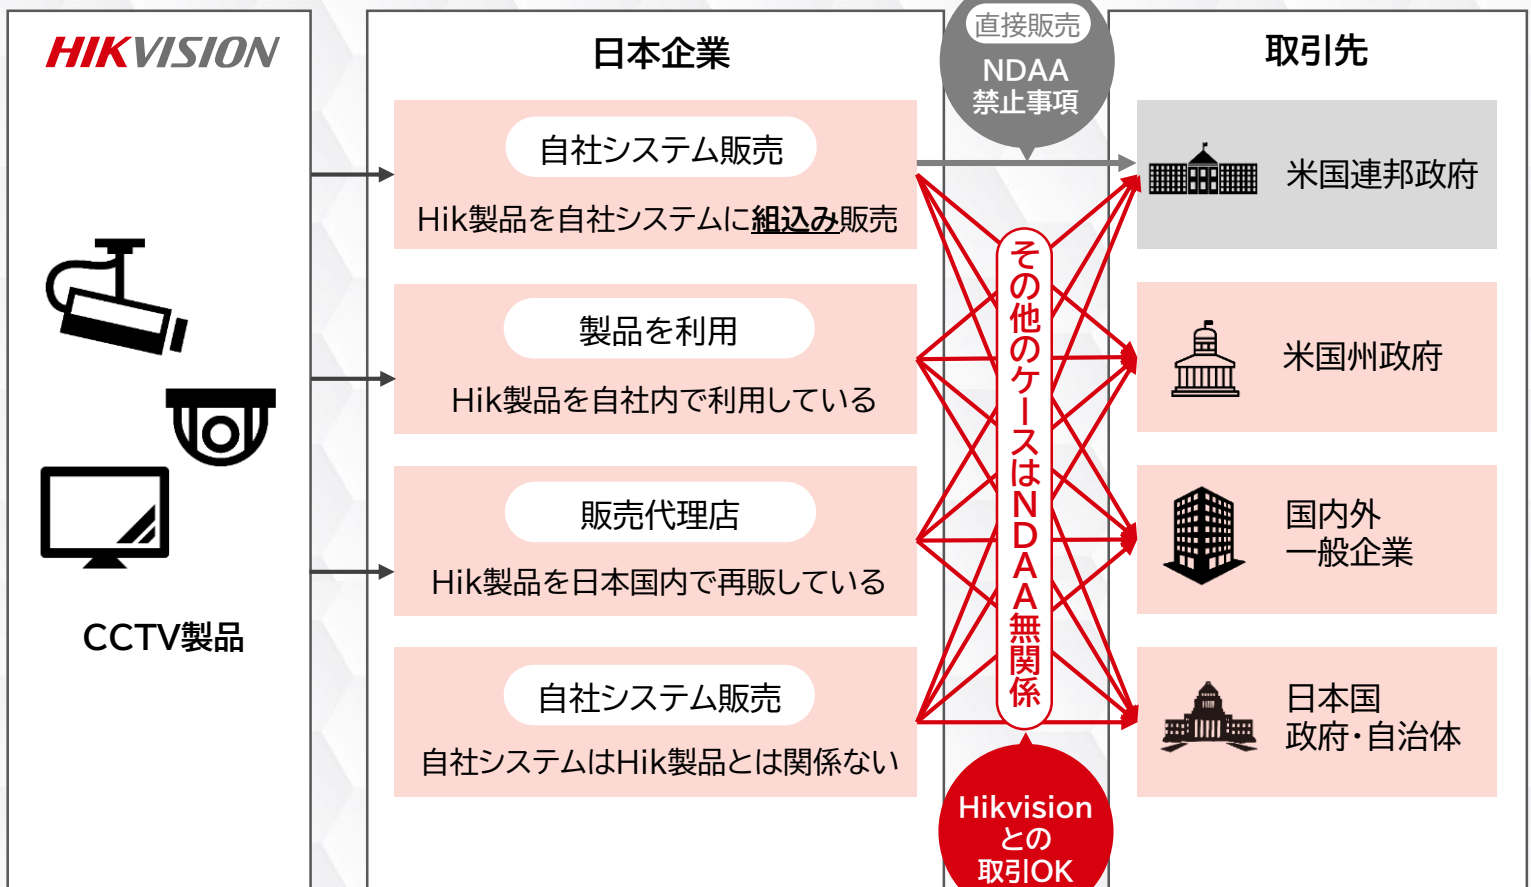 HIKVISION
CCTV製品
日本企業
自社システム販売
Hik製品を自社システムに組込み販売
製品を利用
Hik製品を自社内で利用している
販売代理店
Hik製品を日本国内で再販している
自社システム販売
自社システムはHik製品とは関係ない
直接販売
NDAA
禁止事項
その他のケースはNDAA無関係
Hikvision
との
取引OK
取引先
米国連邦政府
米国州政府
国内外
一般企業
日本国
政府・自治体